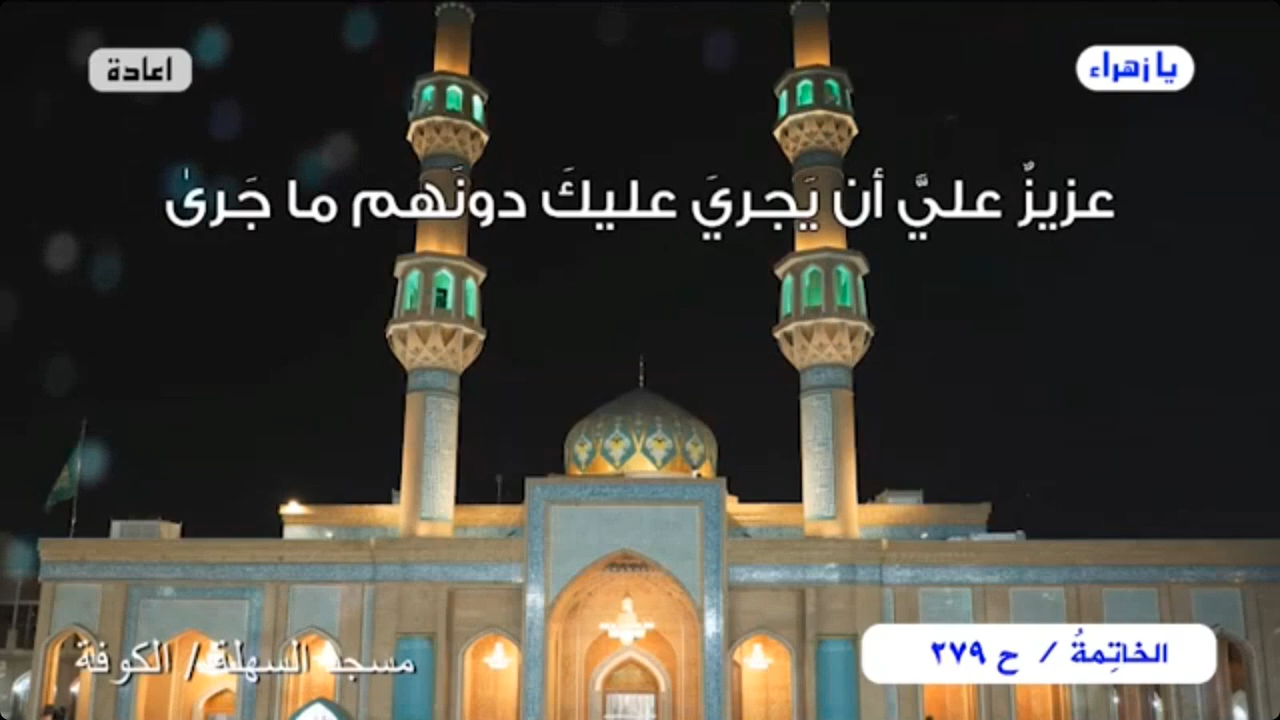 يا زهراء
اعادة
عزيزٌ عليَّ أن يَجريَ عليكَ دونَهم ما جَرىٰ
الخاتِمةُ / ح ٢٧٩
مسجد السهلة / الكوفة